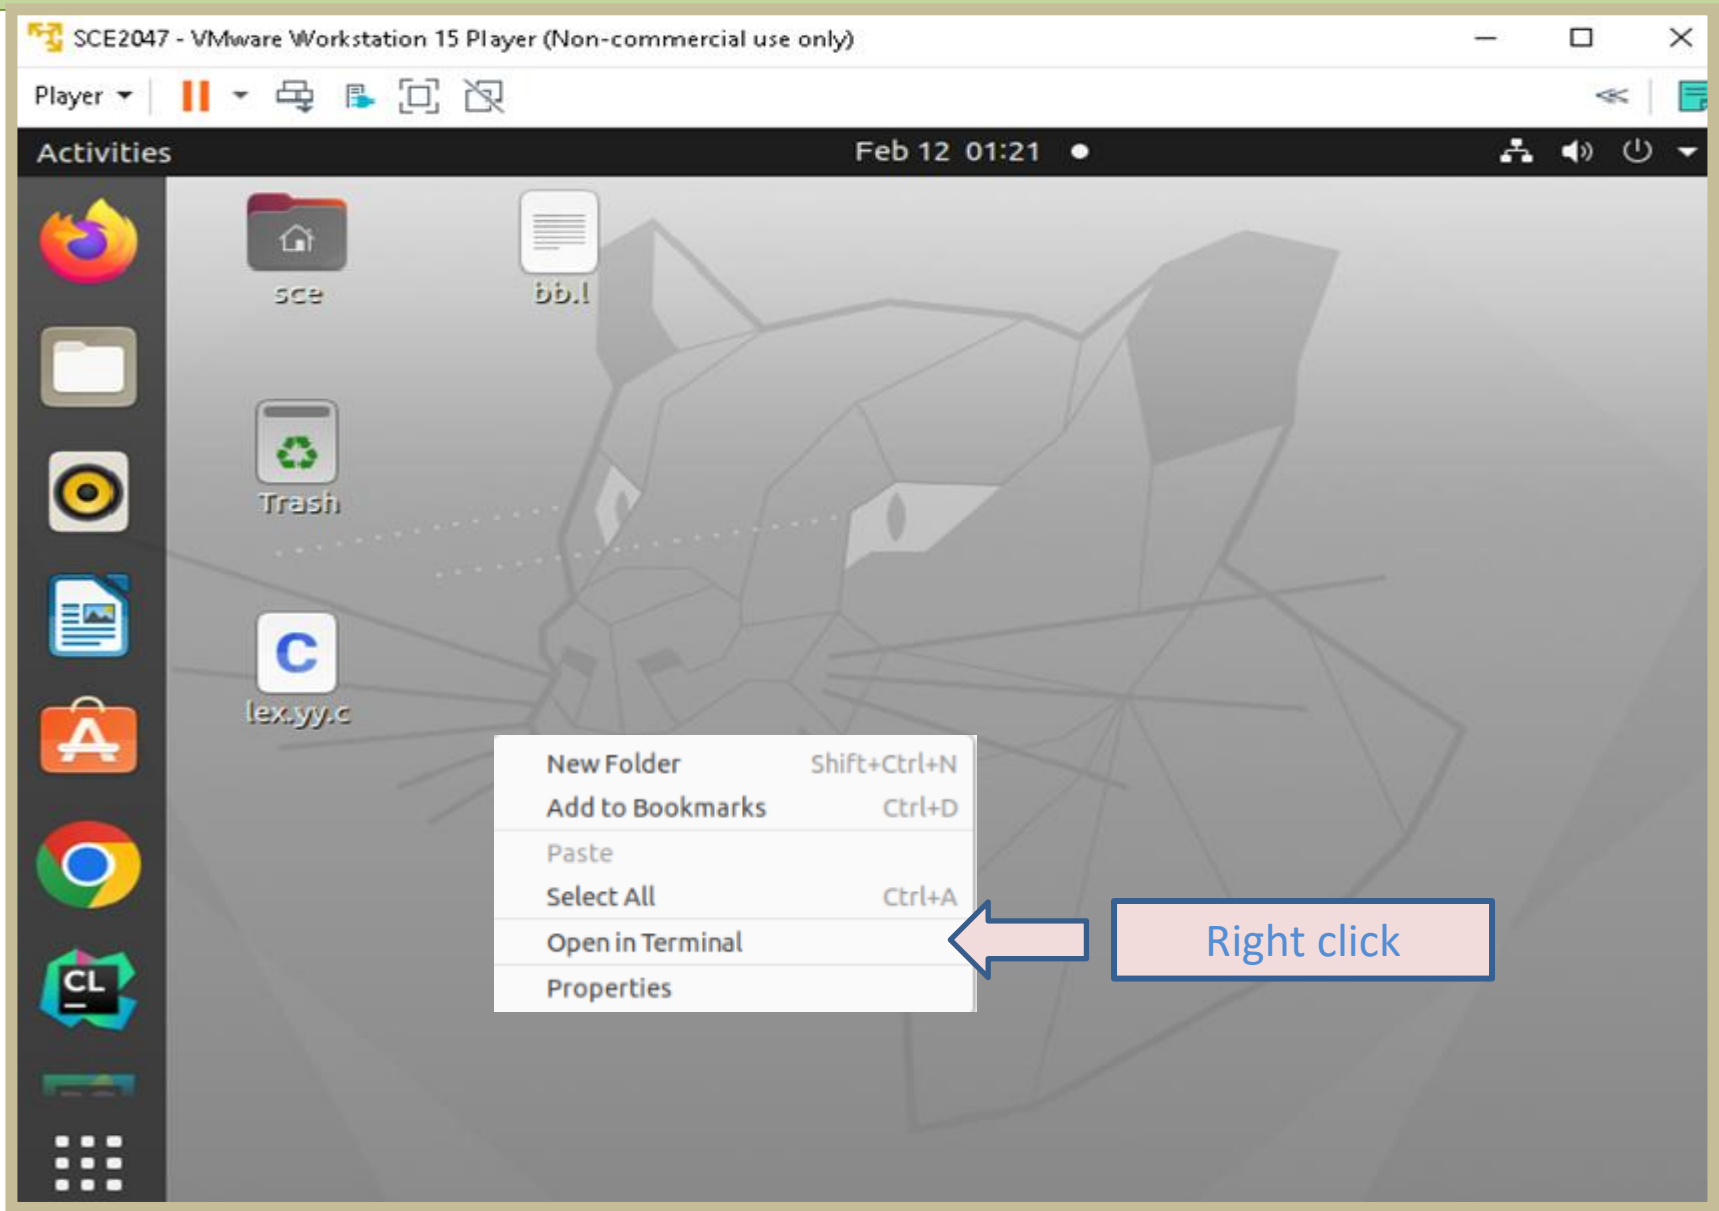 SCE2047 - VMware Workstation 15 Player (Non-commercial use only)
Player
Activities
Feb 12 01:21
sce
bb.l
Trash
lex.yy.c
New Folder Shift+Ctrl+N
Add to Bookmarks Ctrl+D
Paste
Select All Ctrl+A
Open in Terminal
Properties
Right click
C
CL